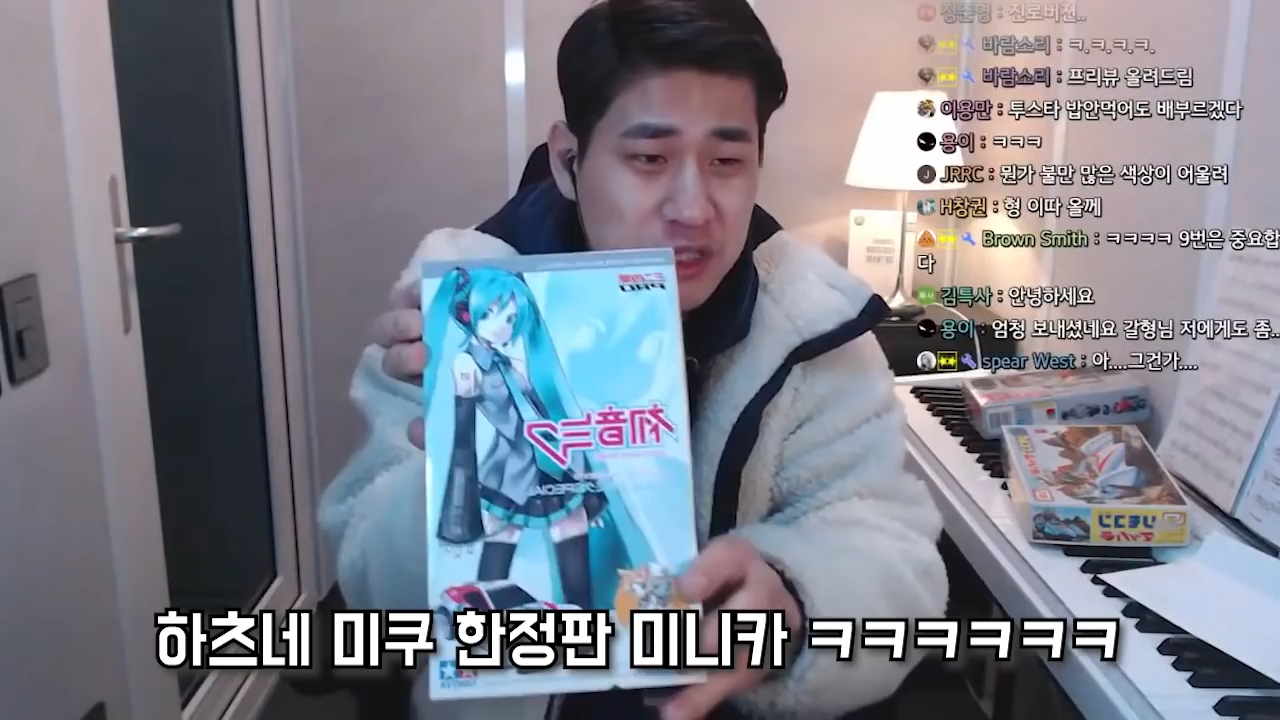 정준영 : 진로버젼..
바람소리 : ㅋ.ㅋ.ㅋ.ㅋ.
바람소리 : 프리뷰 올려드림
이용만 : 투스타 밥안먹어도 배부르겠다
용이 : ㅋㅋㅋ
JRRC : 뭔가 불만 많은 색상이 어울려
H창권 : 형 이따 올께
Brown Smith : ㅋㅋㅋㅋ 9번은 중요합
다
김특사 : 안녕하세요
용이 : 엄청 보내셨네요 갈형님 저에게도 좀..
spear West : 아....그건가....
初音ミク
하츠네 미쿠 한정판 미니카 ㅋㅋㅋㅋㅋㅋ